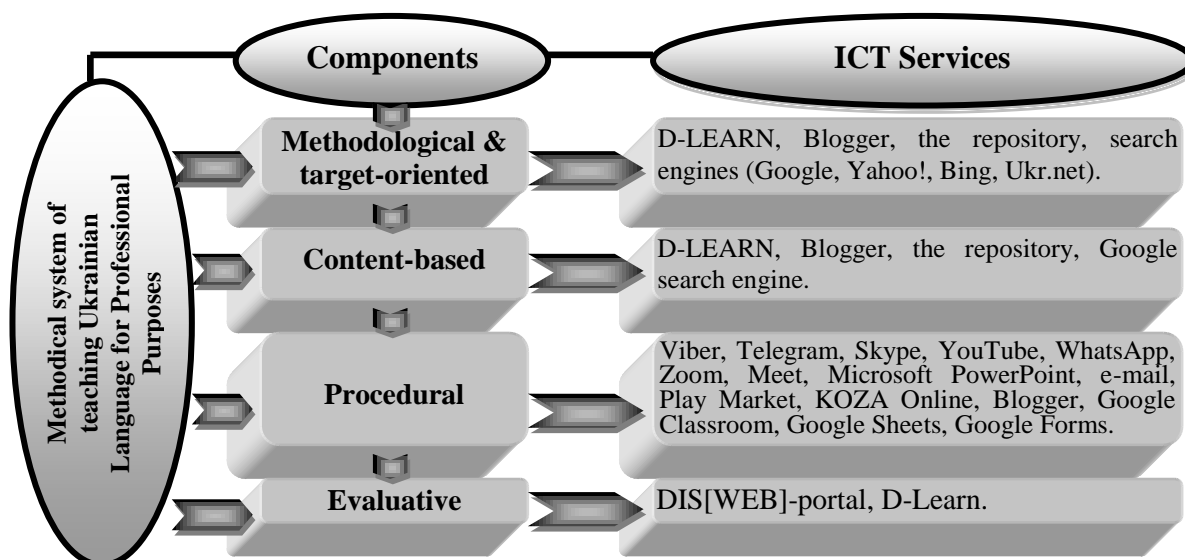 Components
ICT Services
Methodical system of
teaching Ukrainian
Language for Professional
Purposes
Methodological &
target-oriented
D-LEARN, Blogger, the repository, search
engines (Google, Yahoo!, Bing, Ukr.net).
Content-based
D-LEARN, Blogger, the repository, Google
search engine.
Procedural
Viber, Telegram, Skype, YouTube, WhatsApp,
Zoom, Meet, Microsoft PowerPoint, e-mail,
Play Market, KOZA Online, Blogger, Google
Classroom, Google Sheets, Google Forms.
Evaluative
DIS[WEB]-portal, D-Learn.